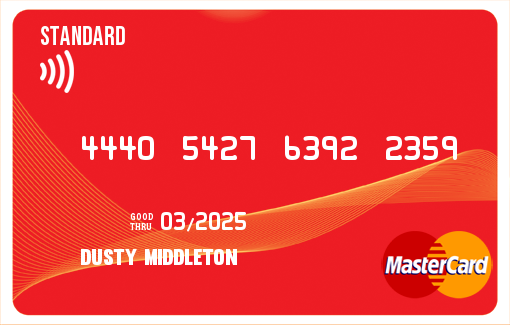 STANDARD
4440 5427 6392 2359
GOOD THRU 03/2025
DUSTY MIDDLETON
MasterCard